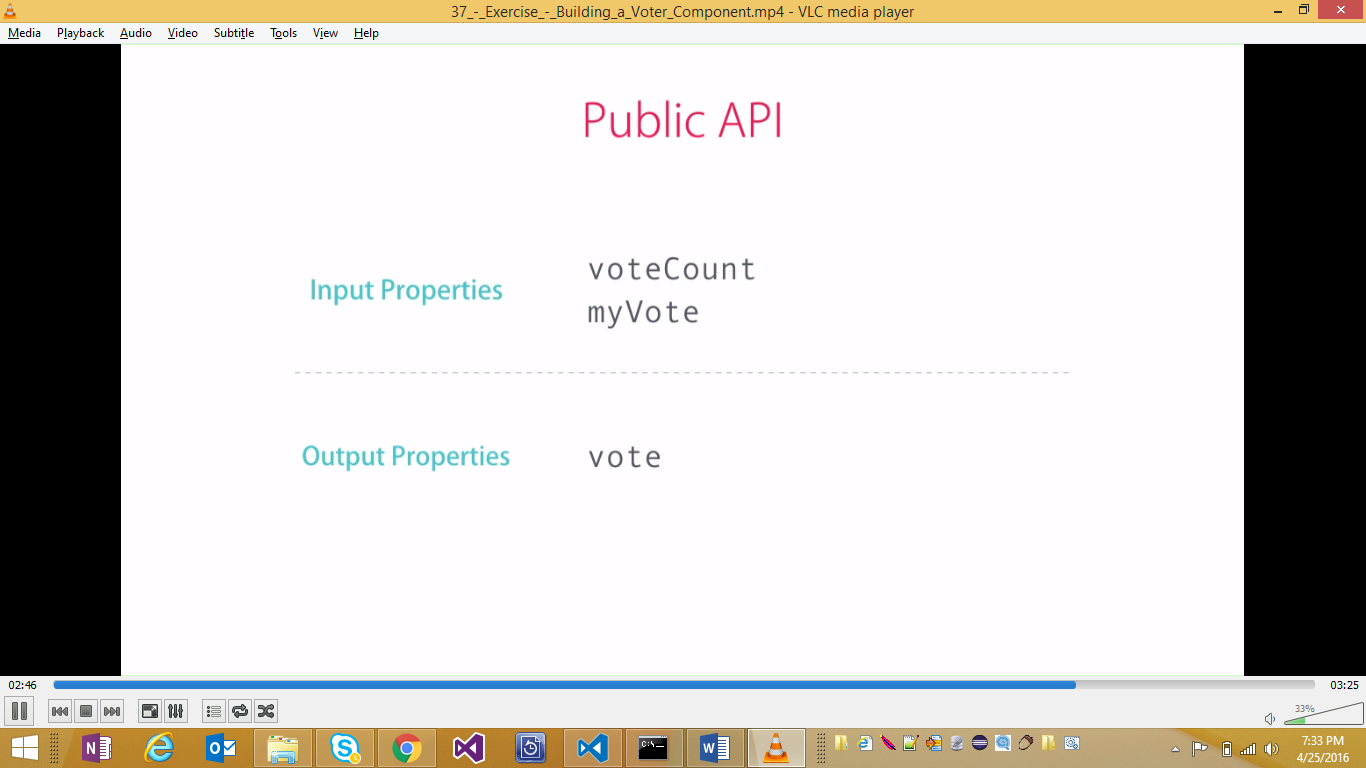 37_-_Exercise_-_Building_a_Voter_Component.mp4 - VLC media player
Media Playback Audio Video Subtitle Tools View Help
Public API
Input Properties
voteCount
myVote
Output Properties
vote
02:46
03:25
33%
N
S
C:\_
W
7:33 PM
4/25/2016